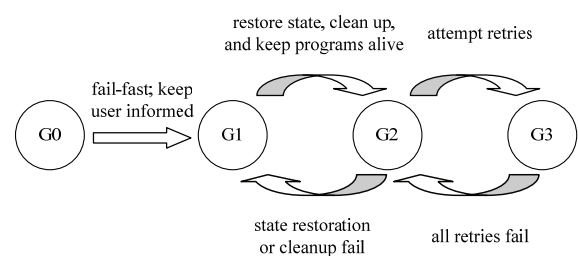 restore state, clean up,
and keep programs alive
attempt retries
fail-fast; keep
user informed
G0
G1
G2
G3
state restoration
or cleanup fail
all retries fail